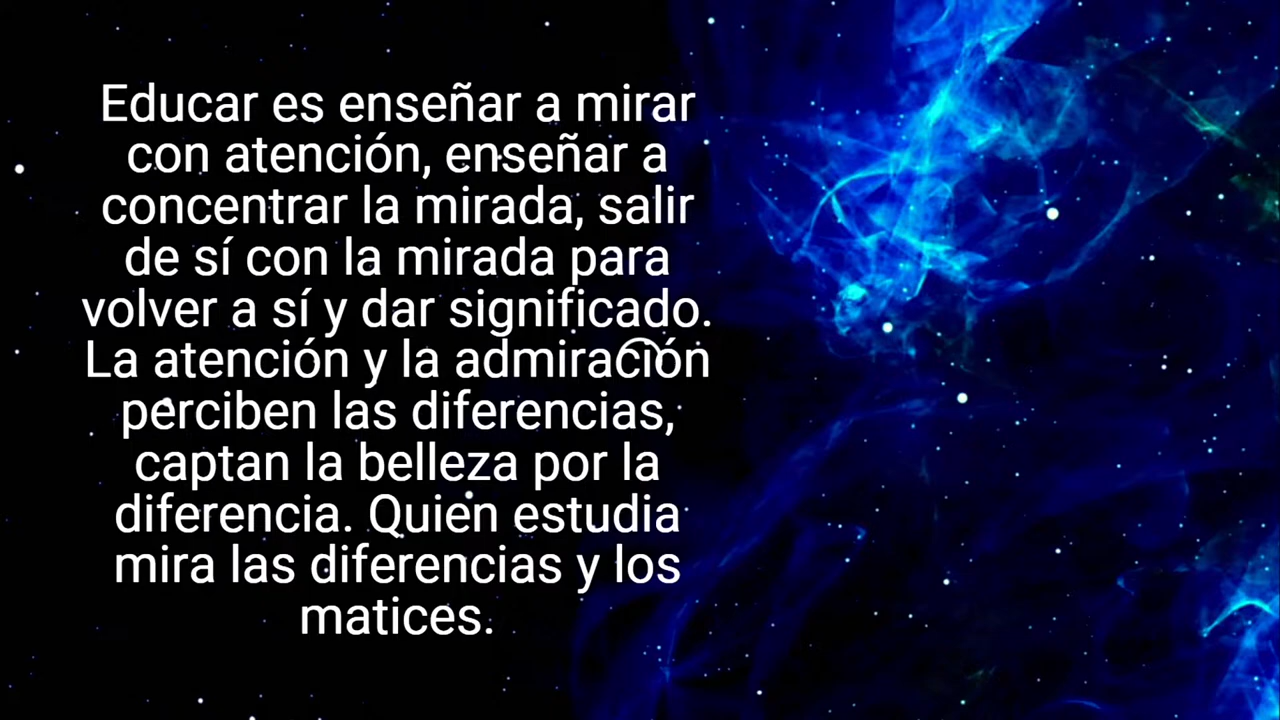 Educar es enseñar a mirar
con atención, enseñar a
concentrar la mirada, salir
de sí con la mirada para
volver a sí y dar significado.
La atención y la admiración
perciben las diferencias,
captan la belleza por la
diferencia. Quien estudia
mira las diferencias y los
matices.